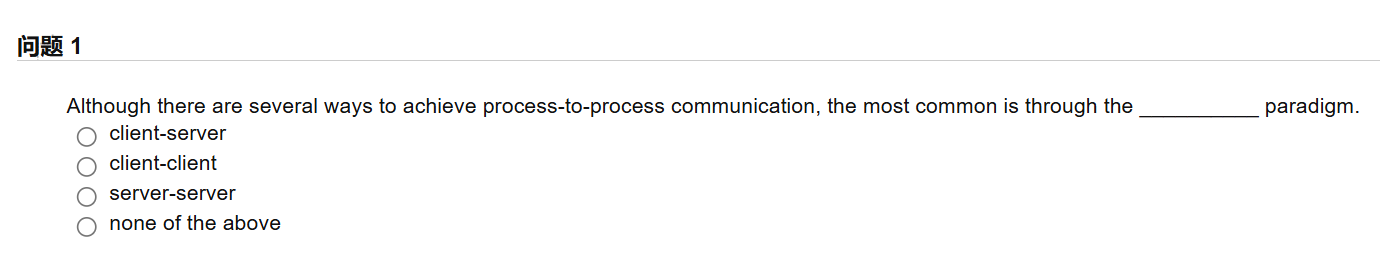 问题 1
Although there are several ways to achieve process-to-process communication, the most common is through the __________ paradigm.
client-server
client-client
server-server
none of the above